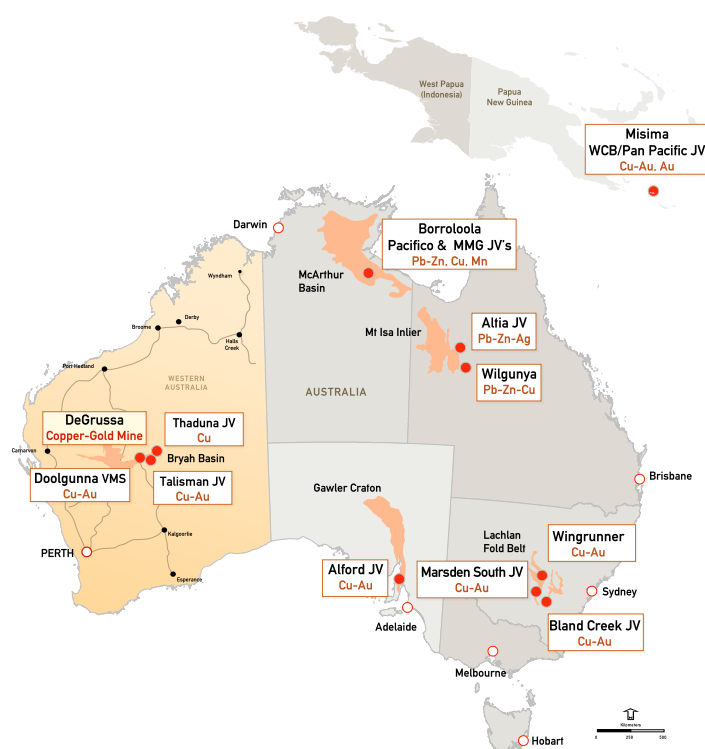 West Papua
(Indonesia)
Papua
New Guinea
Misima
WCB/Pan Pacific JV
Cu-Au, Au
Darwin
Borroloola
Pacifico & MMG JV's
Pb-Zn, Cu, Mn
McArthur
Basin
Wyndham
Derby
Broome
Halls
Creek
Mt Isa Inlier
Altia JV
Pb-Zn-Ag
Port Hedland
Wilgunya
Pb-Zn-Cu
WESTERN
AUSTRALIA
AUSTRALIA
DeGrussa
Copper-Gold Mine
Thaduna JV
Cu
Carnarvon
Bryah Basin
Doolgunna VMS
Cu-Au
Talisman JV
Cu-Au
Brisbane
Gawler Craton
Kalgoorlie
PERTH
Esperance
Lachlan
Fold Belt
Wingrunner
Cu-Au
Alford JV
Cu-Au
Marsden South JV
Cu-Au
Sydney
Adelaide
Bland Creek JV
Cu-Au
Melbourne
Hobart
Kilometers
0 250 500